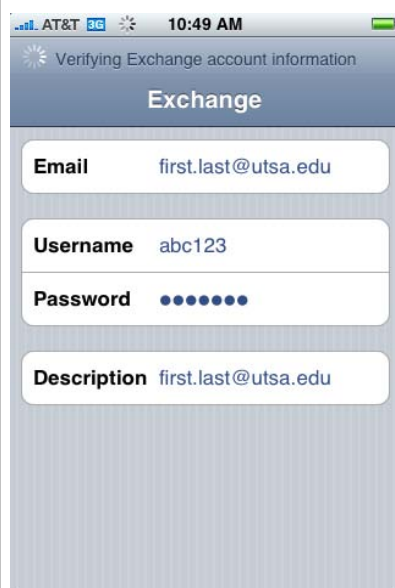 AT&T 3G 10:49 AM
Verifying Exchange account information
Exchange
Email first.last@utsa.edu
Username abc123
Password •••••••
Description first.last@utsa.edu